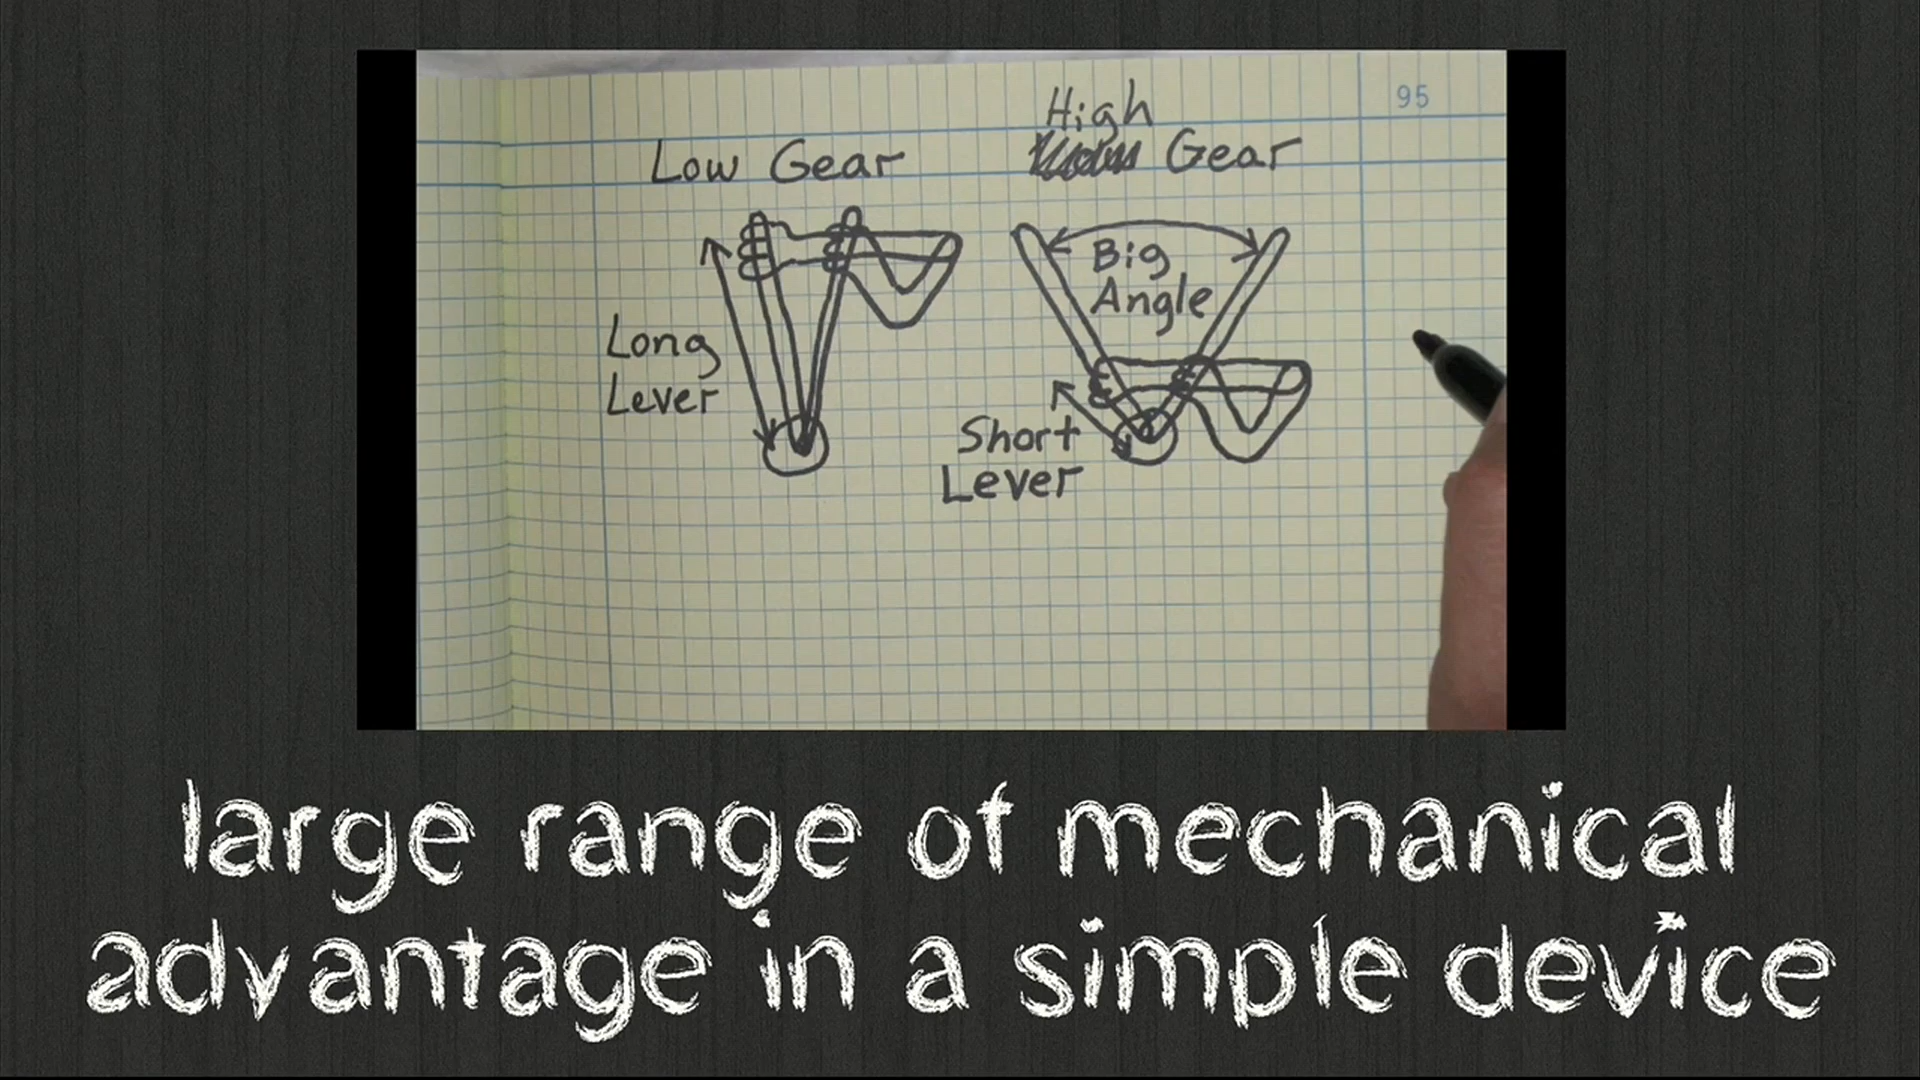 95
High
Low Gear
Gear
Big
Angle
Long
Lever
Short
Lever
large range of mechanical
advantage in a simple device